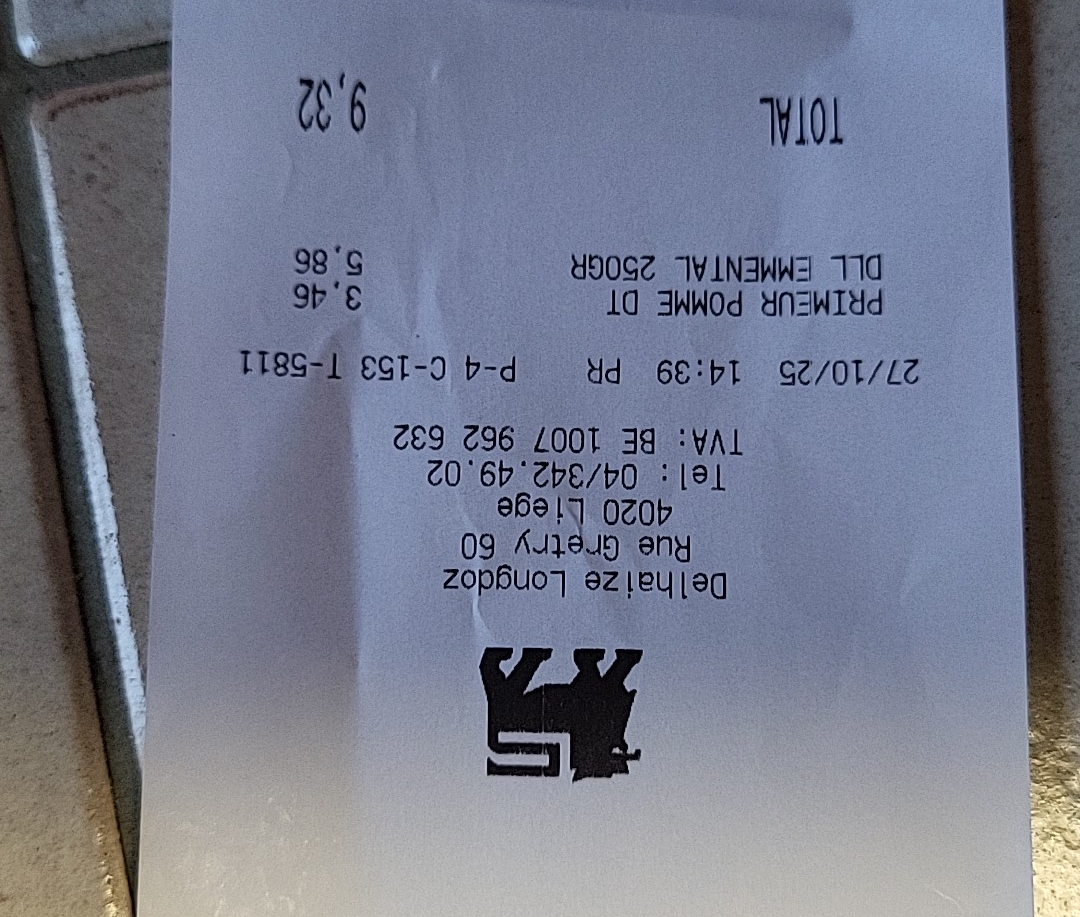 Delhaize Longdoz
Rue Gretry 60
4020 Liege
Tel: 04/342.49.02
TVA: BE 1007 962 632
27/10/25 14:39 PR P-4 C-153 T-5811
PRIMEUR POMME DT 3,46
DLL EMMENTAL 250GR 5,86
TOTAL 9,32